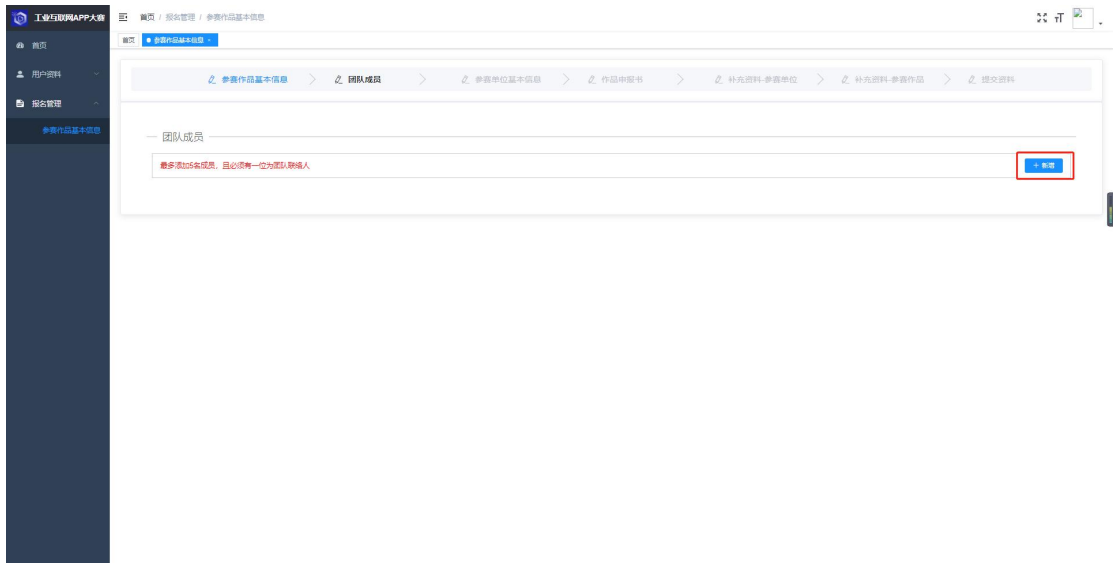 工业互联网APP大赛
首页 / 报名管理 / 参赛作品基本信息
首页
用户资料
报名管理
参赛作品基本信息
首页 参赛作品基本信息 ×
参赛作品基本信息 团队成员 参赛单位基本信息 作品申报书 补充资料-参赛单位 补充资料-参赛作品 提交资料
团队成员
最多添加5名成员，且必须有一位为团队联络人
+ 新增